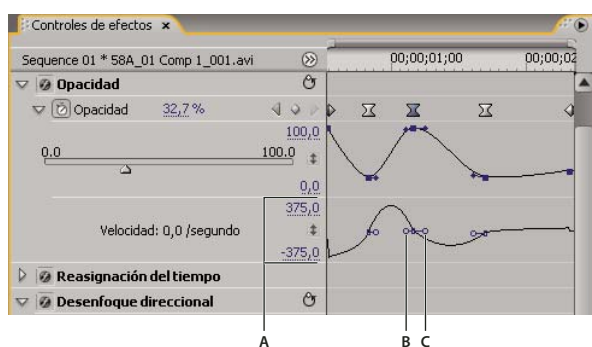 Controles de efectos ×
Sequence 01 * 58A_01 Comp 1_001.avi
00;00;01;00 00;00;02
Opacidad
Opacidad 32,7 %
100,0
0.0 100.0
0,0
375,0
Velocidad: 0,0 /segundo
-375,0
Reasignación del tiempo
Desenfoque direccional
A B C